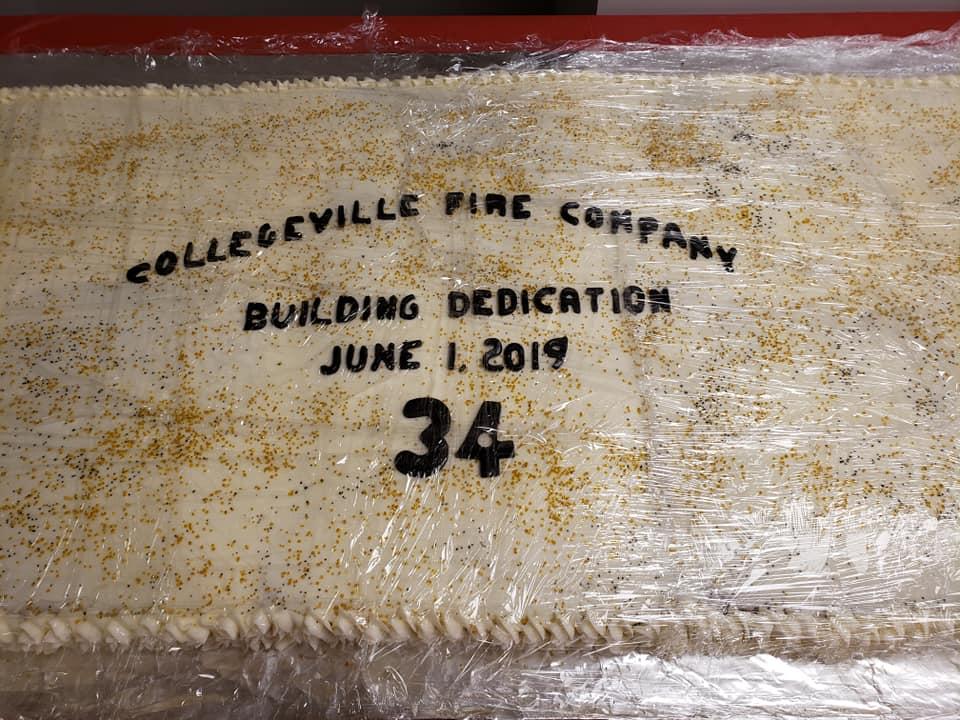 COLLEGEVILLE FIRE COMPANY
BUILDING DEDICATION
JUNE 1, 2019
34